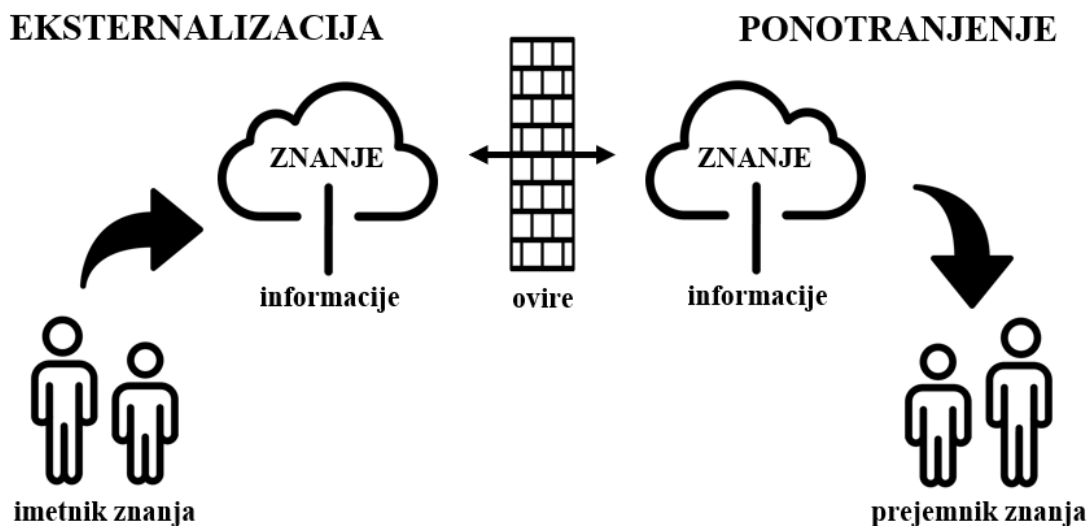 EKSTERNALIZACIJA
PONOTRANJENJE
ZNANJE
ZNANJE
informacije
ovire
informacije
imetnik znanja
prejemnik znanja